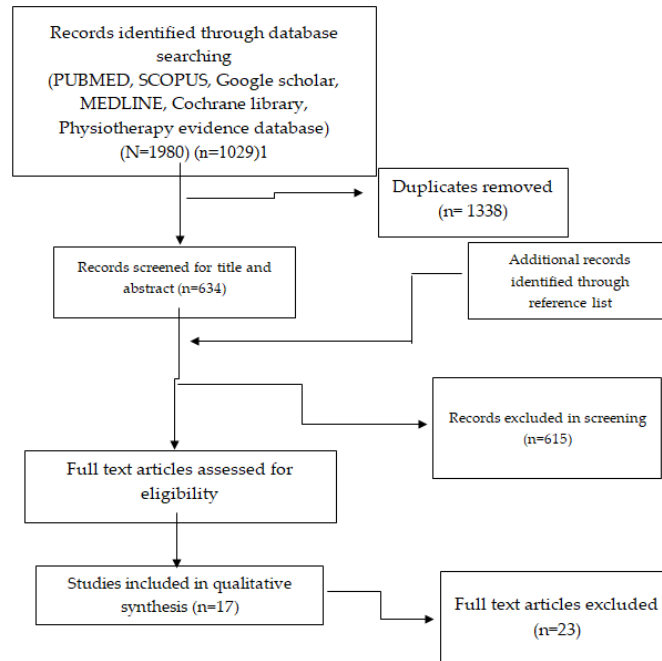 Records identified through database
searching
(PUBMED, SCOPUS, Google scholar,
MEDLINE, Cochrane library,
Physiotherapy evidence database)
(N=1980) (n=1029)1
Duplicates removed
(n= 1338)
Records screened for title and
abstract (n=634)
Additional records
identified through
reference list
Records excluded in screening
(n=615)
Full text articles assessed for
eligibility
Studies included in qualitative
synthesis (n=17)
Full text articles excluded
(n=23)